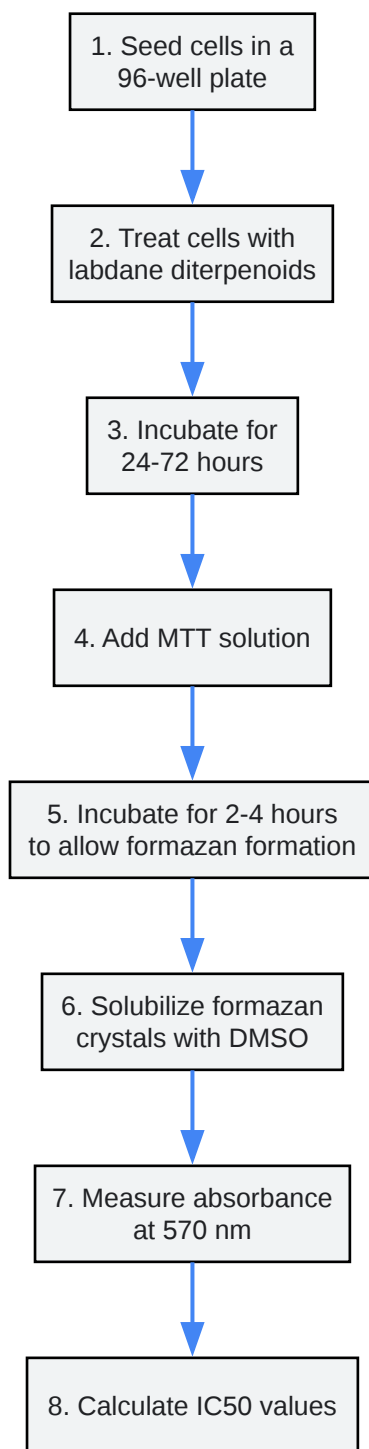 1. Seed cells in a
96-well plate
2. Treat cells with
labdane diterpenoids
3. Incubate for
24-72 hours
4. Add MTT solution
5. Incubate for 2-4 hours
to allow formazan formation
6. Solubilize formazan
crystals with DMSO
7. Measure absorbance
at 570 nm
8. Calculate IC50 values